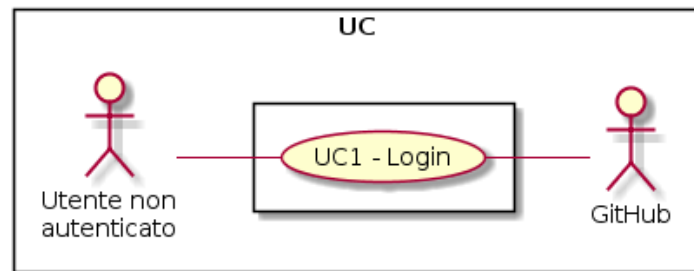 UC
UC1 - Login
Utente non
autenticato
GitHub